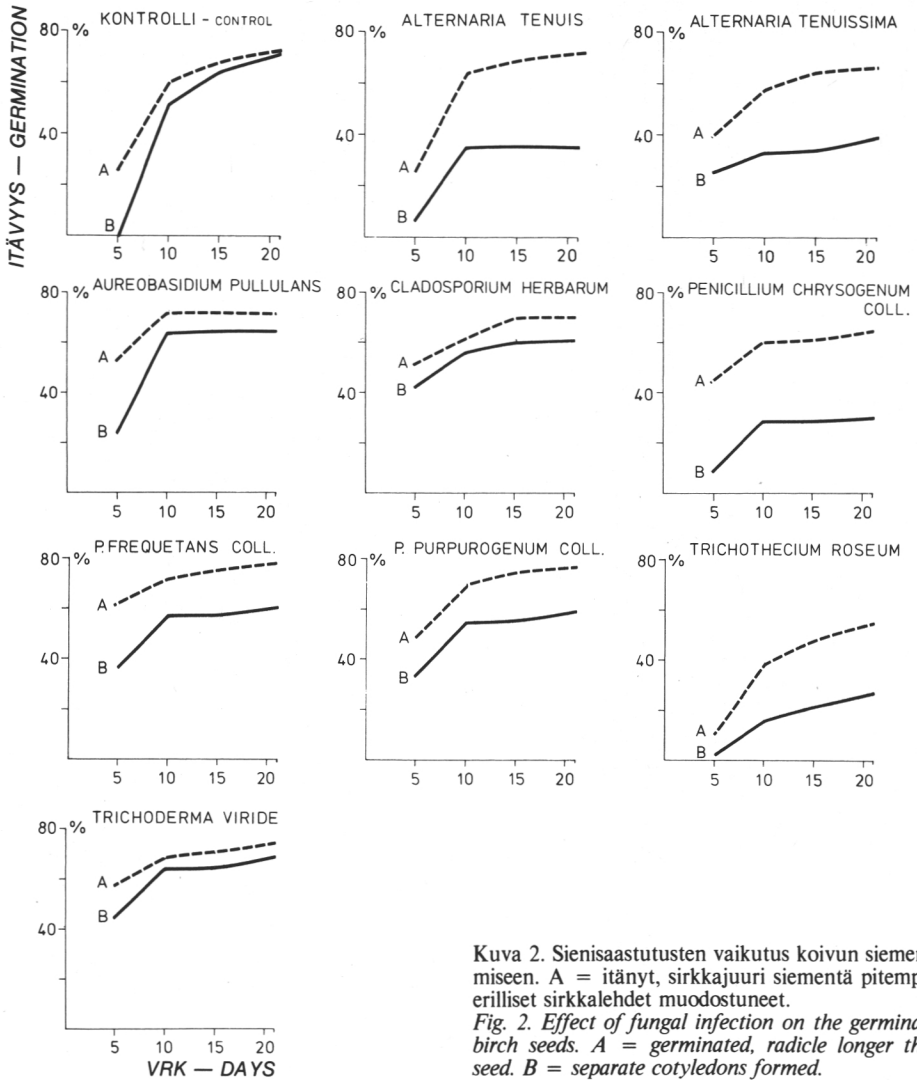 ITÄVYYS — GERMINATION
KONTROLLI - CONTROL
80 %
40
A
B
5 10 15 20
ALTERNARIA TENUIS
80 %
40
A
B
5 10 15 20
ALTERNARIA TENUISSIMA
80 %
40
A
B
5 10 15 20
AUREOBASIDIUM PULLULANS
80 %
40
A
B
5 10 15 20
CLADOSPORIUM HERBARUM
80 %
40
A
B
5 10 15 20
PENICILLIUM CHRYSOGENUM
COLL.
80 %
40
A
B
5 10 15 20
P.FREQUETANS COLL.
80 %
40
A
B
5 10 15 20
P. PURPUROGENUM COLL.
80 %
40
A
B
5 10 15 20
TRICHOTHECIUM ROSEUM
80 %
40
A
B
5 10 15 20
TRICHODERMA VIRIDE
80 %
40
A
B
5 10 15 20
VRK — DAYS
Kuva 2. Sienisaastutusten vaikutus koivun sieme
miseen. A = itänyt, sirkkajuuri siementä pitemp
erilliset sirkkalehdet muodostuneet.
Fig. 2. Effect of fungal infection on the germina
birch seeds. A = germinated, radicle longer th
seed. B = separate cotyledons formed.